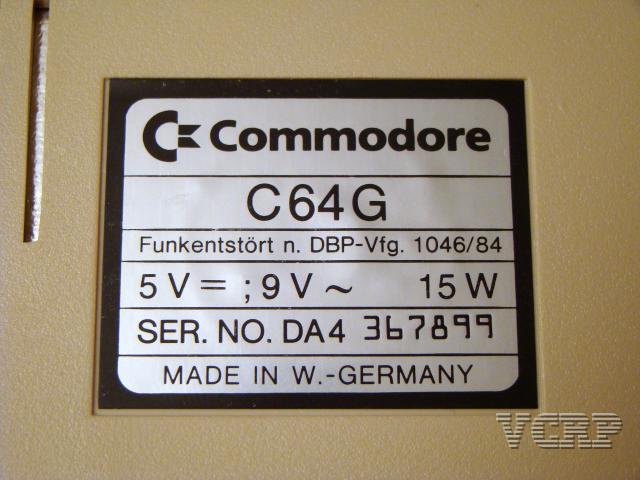 Commodore
C64G
Funkentstört n. DBP-Vfg. 1046/84
5 V ⎓ ; 9 V ~ 15 W
SER. NO. DA4 367899
MADE IN W.-GERMANY
VCRP